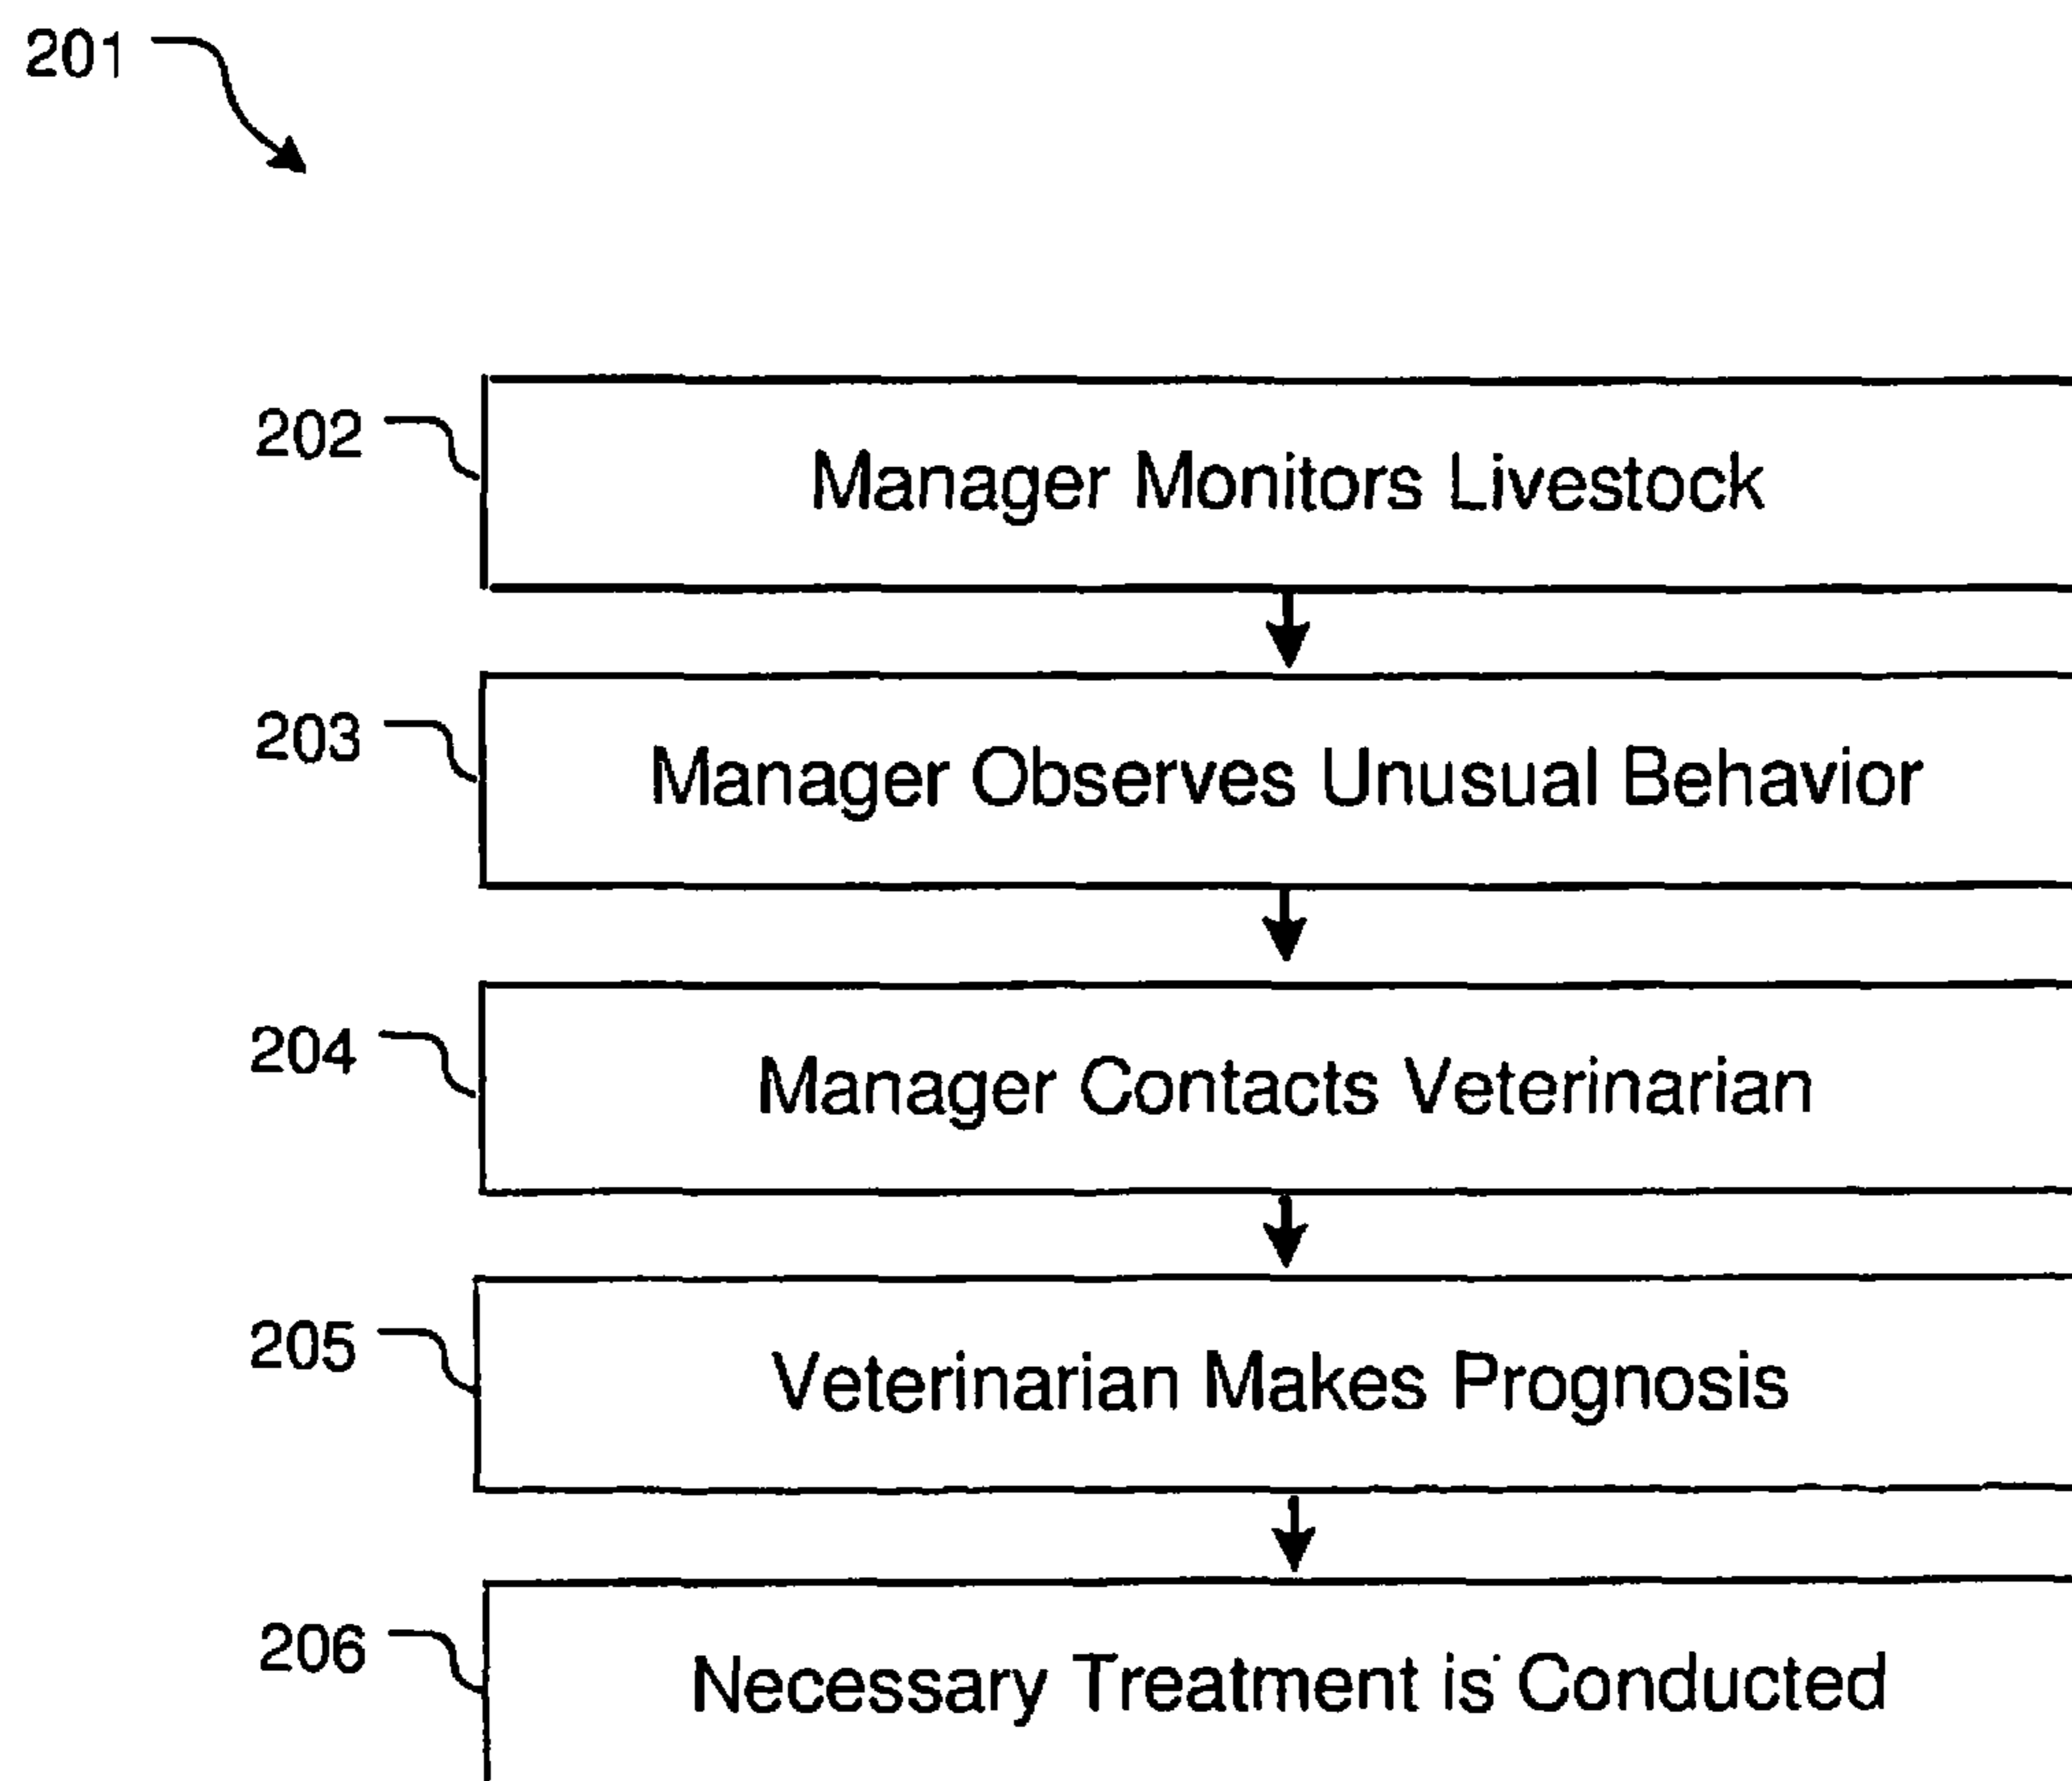 201
202
Manager Monitors Livestock
203
Manager Observes Unusual Behavior
204
Manager Contacts Veterinarian
205
Veterinarian Makes Prognosis
206
Necessary Treatment is Conducted